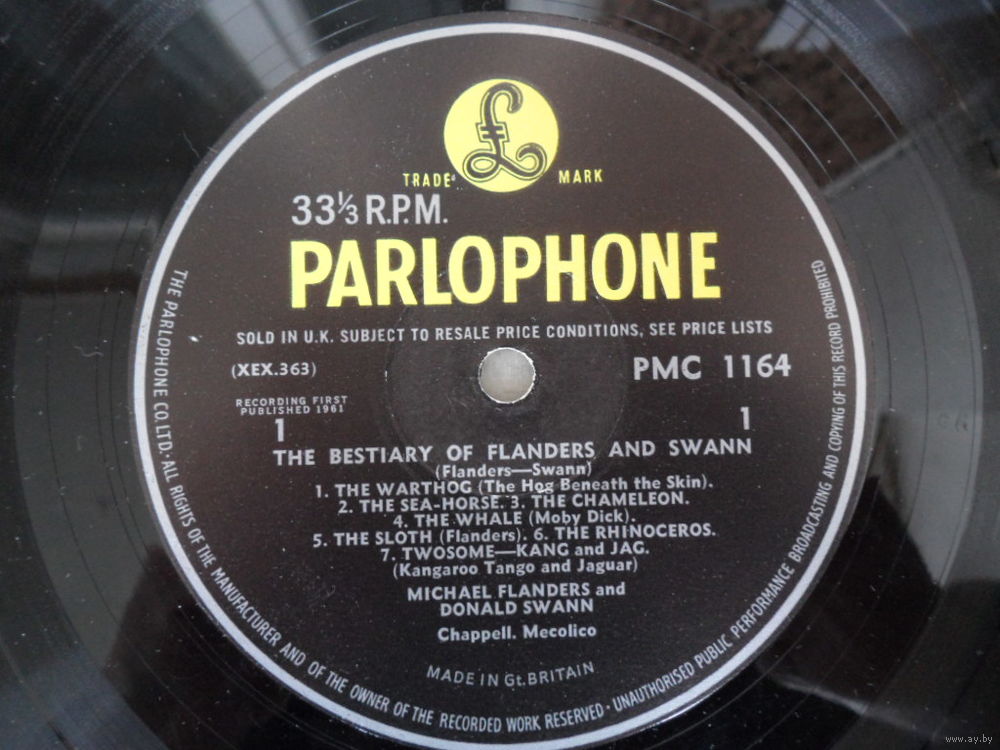 £
TRADE MARK
33⅓ R.P.M.
PARLOPHONE
SOLD IN U.K. SUBJECT TO RESALE PRICE CONDITIONS, SEE PRICE LISTS
(XEX.363)
PMC 1164
RECORDING FIRST
PUBLISHED 1961
1
1
THE BESTIARY OF FLANDERS AND SWANN
(Flanders—Swann)
1. THE WARTHOG (The Hog Beneath the Skin).
2. THE SEA-HORSE. 3. THE CHAMELEON.
4. THE WHALE (Moby Dick).
5. THE SLOTH (Flanders). 6. THE RHINOCEROS.
7. TWOSOME—KANG and JAG.
(Kangaroo Tango and Jaguar)
MICHAEL FLANDERS and
DONALD SWANN
Chappell. Mecolico
MADE IN Gt. BRITAIN
THE PARLOPHONE CO. LTD. · ALL RIGHTS OF THE MANUFACTURER AND OF THE OWNER OF THE RECORDED WORK RESERVED · UNAUTHORISED PUBLIC PERFORMANCE BROADCASTING AND COPYING OF THIS RECORD PROHIBITED
www.ay.by